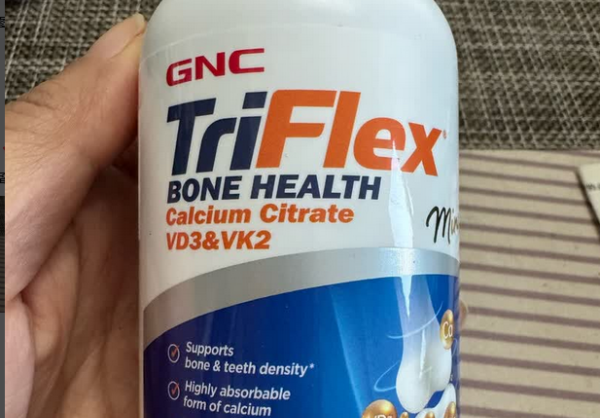 GNC
TriFlex
BONE HEALTH
Calcium Citrate
VD3&VK2
Supports
bone & teeth density*
Highly absorbable
form of calcium